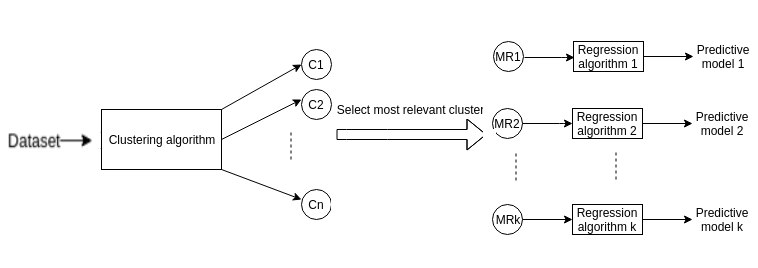 Dataset
Clustering algorithm
C1
C2
Cn
Select most relevant cluster
MR1
Regression
algorithm 1
Predictive
model 1
MR2
Regression
algorithm 2
Predictive
model 2
MRk
Regression
algorithm k
Predictive
model k